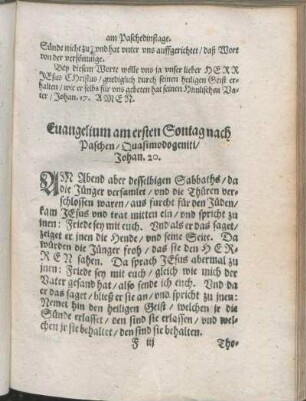 am Paschedinstage.
Sünde nicht zu / vnd hat vnter vns auffgerichtet / daß Wort
von der versönunge.
Bey diesem Worte wölle vns ja vnser lieber HERR
JEsus CHristus / gnediglich durch seinen heiligen Geist er-
halten / wie er selbs für vns gebeten hat seinen Himlischen Va-
ter / Johan. 17. AMEN.
Euangelium am ersten Sontag nach
Paschen / Quasimodogeniti /
Johan. 20.
AM Abend aber desselbigen Sabbaths / da
die Jünger versamlet / vnd die Thüren ver-
schlossen waren / aus furcht für den Jüden /
kam JEsus vnd trat mitten ein / vnd spricht zu
jnen: Friede sey mit euch. Vnd als er das saget /
zeiget er jnen die Hende / vnd seine Seite. Da
würden die Jünger froh / das sie den HER-
REN sahen. Da sprach JEsus abermal zu
jnen: Friede sey mit euch / gleich wie mich der
Vater gesand hat / also sende ich euch. Vnd da
er das saget / bließ er sie an / vnd spricht zu jnen:
Nemet hin den heiligen Geist / welchen jr die
Sünde erlasset / den sind sie erlassen / vnd wel-
chen jr sie behaltet / den sind sie behalten.
F iij
Tho-